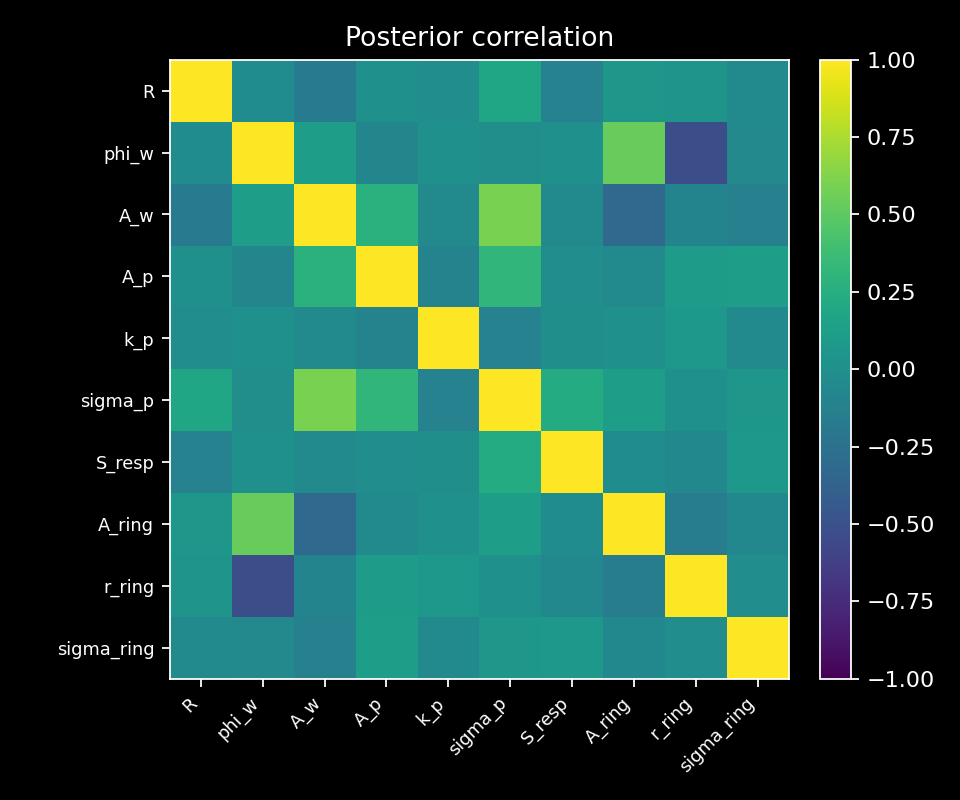 Posterior correlation
R
phi_w
A_w
A_p
k_p
sigma_p
S_resp
A_ring
r_ring
sigma_ring
R
phi_w
A_w
A_p
k_p
sigma_p
S_resp
A_ring
r_ring
sigma_ring
1.00
0.75
0.50
0.25
0.00
−0.25
−0.50
−0.75
−1.00